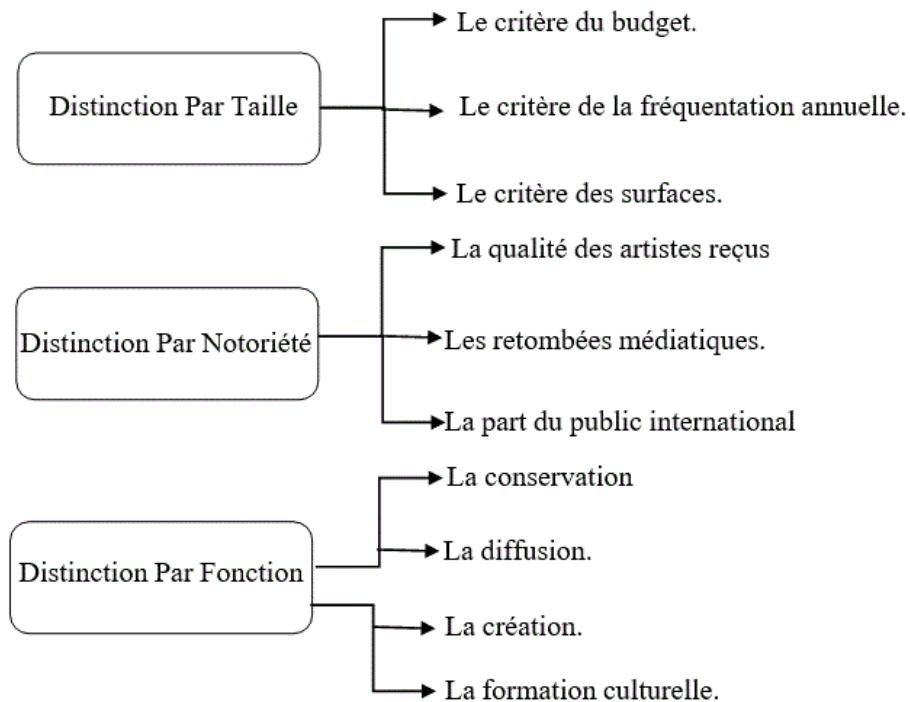 Distinction Par Taille
Le critère du budget.
Le critère de la fréquentation annuelle.
Le critère des surfaces.
Distinction Par Notoriété
La qualité des artistes reçus
Les retombées médiatiques.
La part du public international
Distinction Par Fonction
La conservation
La diffusion.
La création.
La formation culturelle.